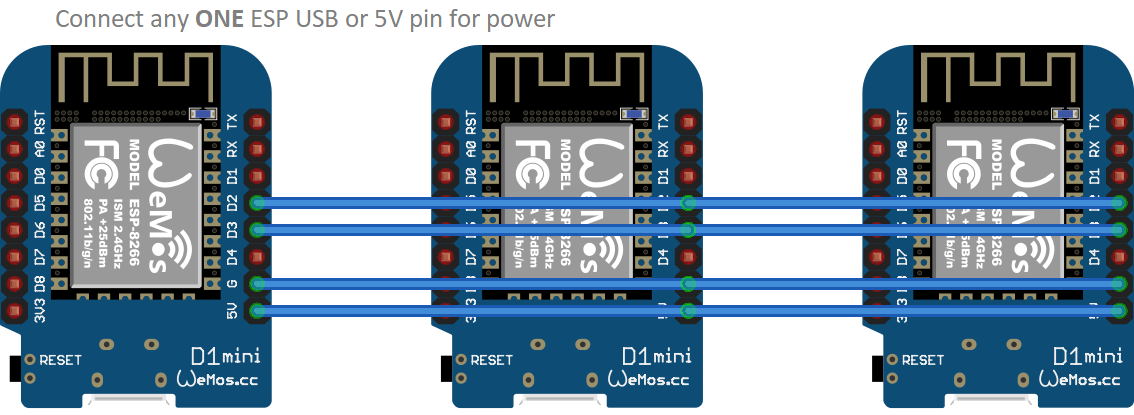 Connect any ONE ESP USB or 5V pin for power
RST
A0
D0
D5
D6
D7
D8
3V3
WeMos
MODEL ESP-8266
ISM 2.4GHz
PA +25dBm
802.11b/g/n
FC
TX
RX
D1
D2
D3
D4
G
5V
RESET
D1mini
WeMos.cc
RST
A0
D0
D7
WeMos
MODEL
FC
TX
RX
D1
RESET
D1mini
WeMos.cc
RST
A0
D0
D7
WeMos
MODEL
FC
TX
RX
D1
D4
RESET
D1mini
WeMos.cc